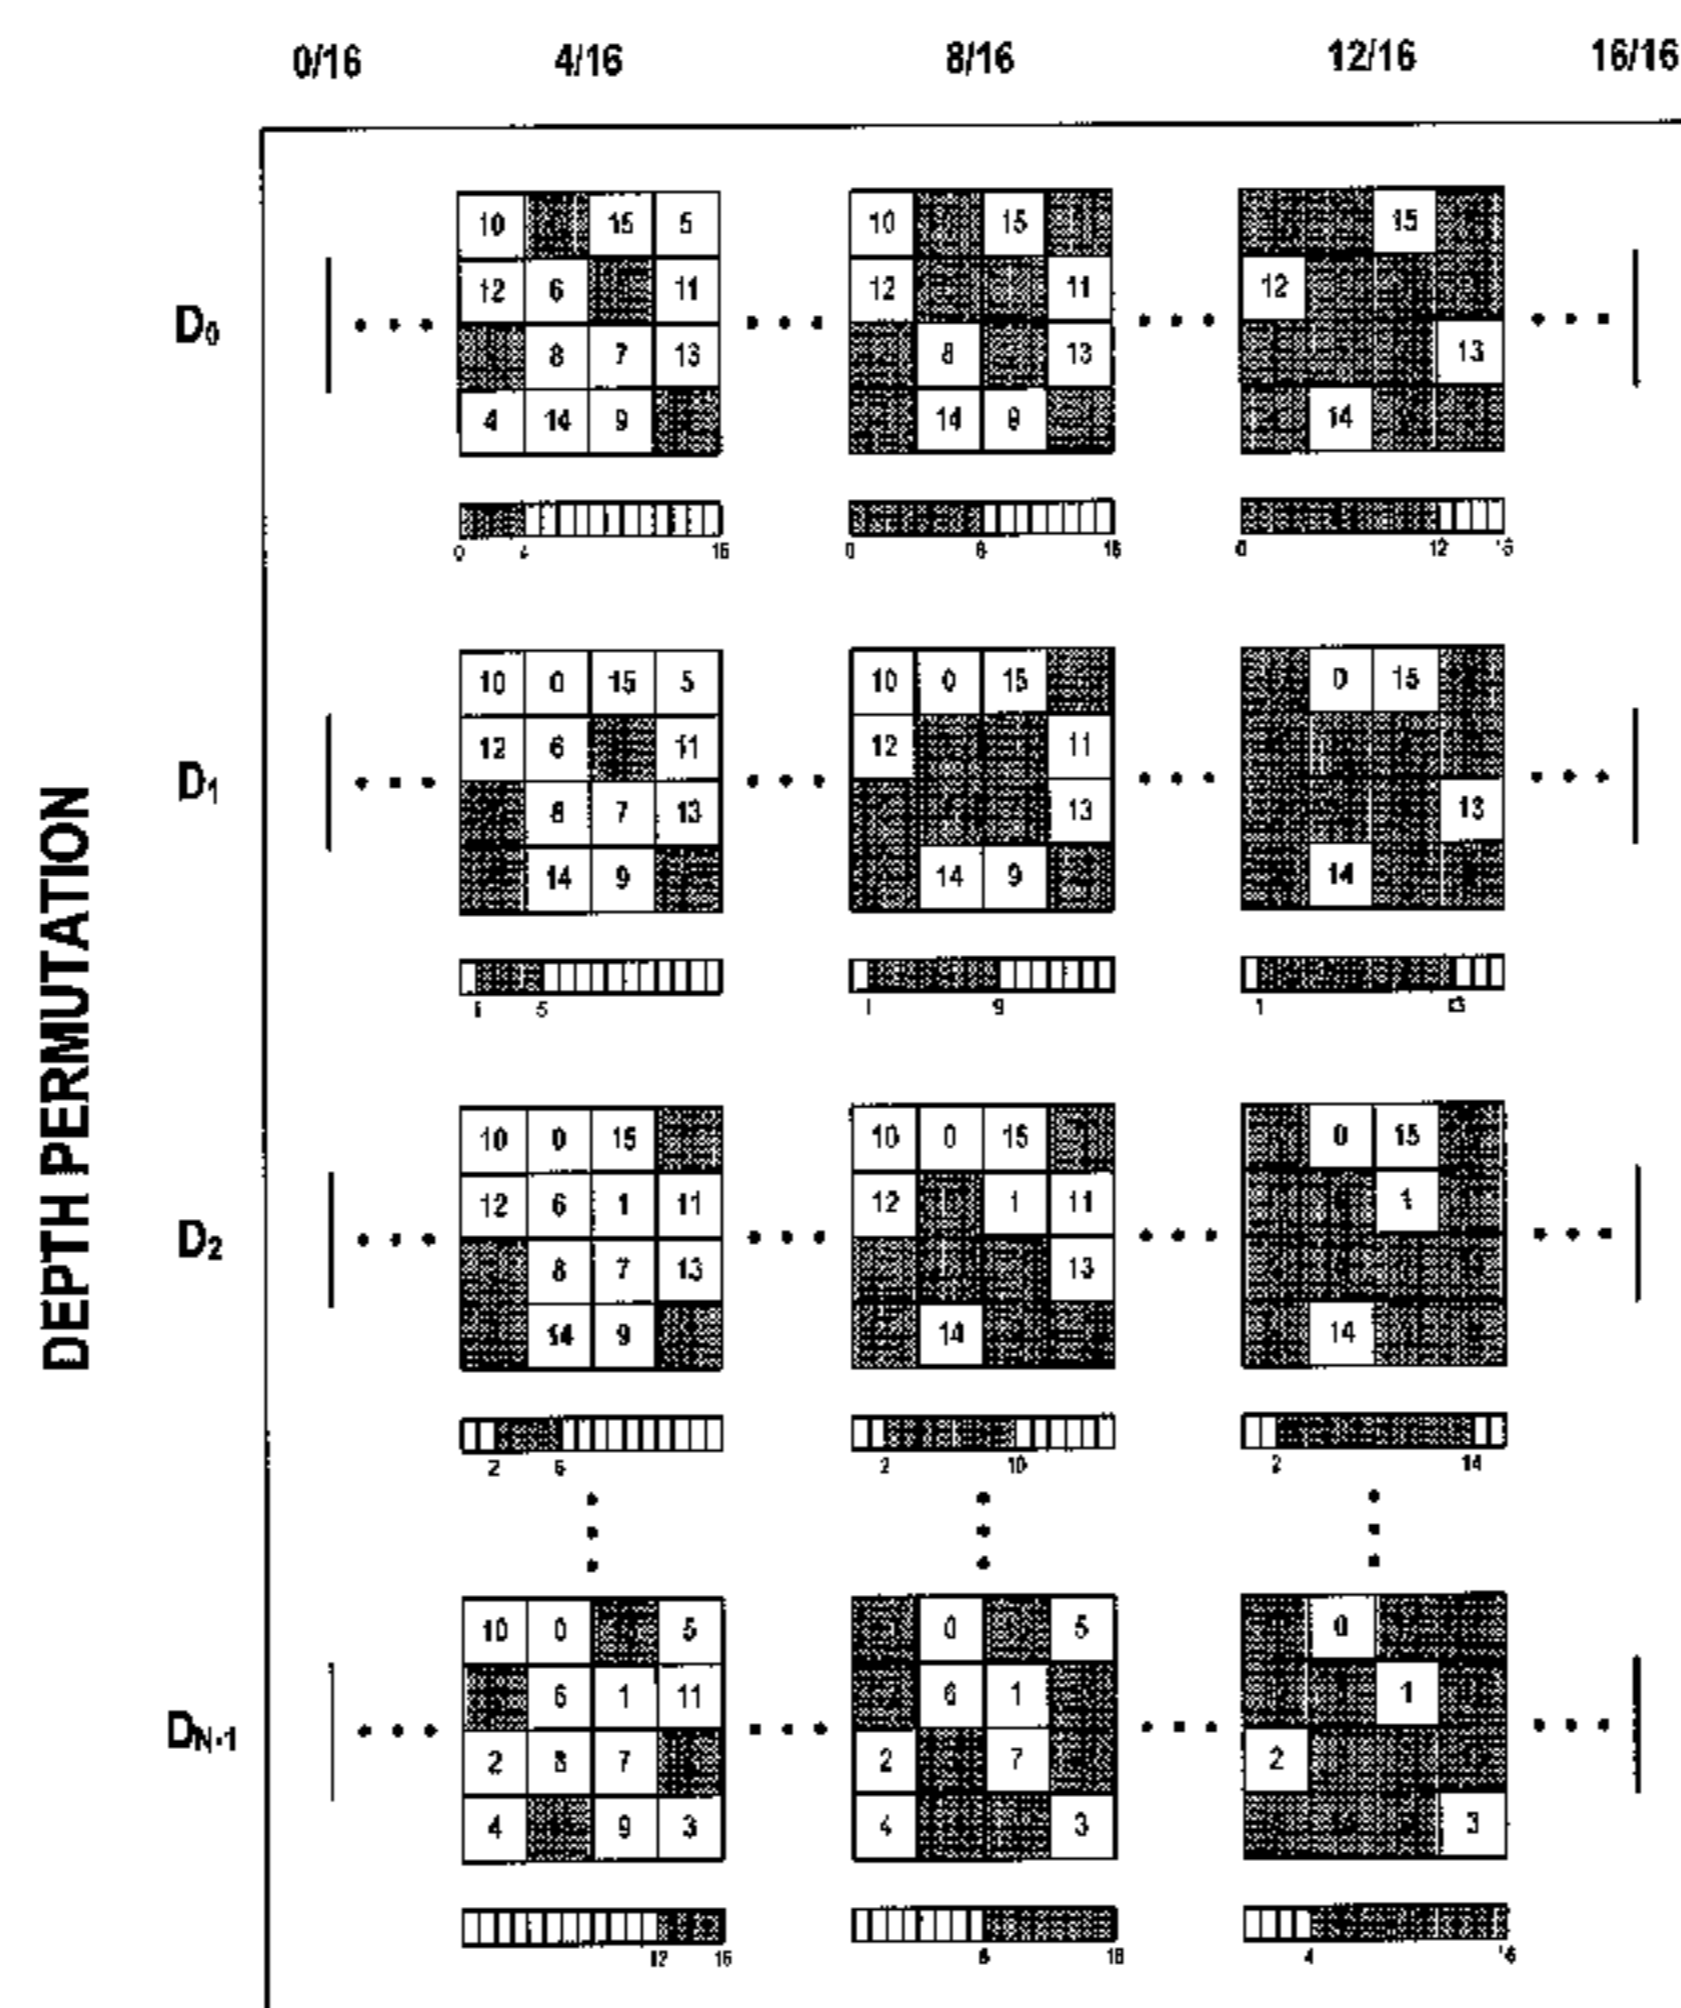 0/16 4/16 8/16 12/16 16/16
DEPTH PERMUTATION
D0
10 15 5 10 15 15
12 6 11 12 11 12
8 7 13 8 13 13
4 14 9 14 9 14
0 4 16 0 8 16 0 12 16
D1
10 0 15 5 10 0 15 0 15
12 6 11 12 11
8 7 13 13 13
14 9 14 9 14
1 5 1 9 1 13
D2
10 0 15 10 0 15 0 15
12 6 1 11 12 1 11 1
8 7 13 13
14 9 14 14
2 6 2 10 2 14
DN-1
10 0 5 0 5 0
6 1 11 6 1 1
2 8 7 2 7 2
4 9 3 4 3 3
12 16 8 16 4 16